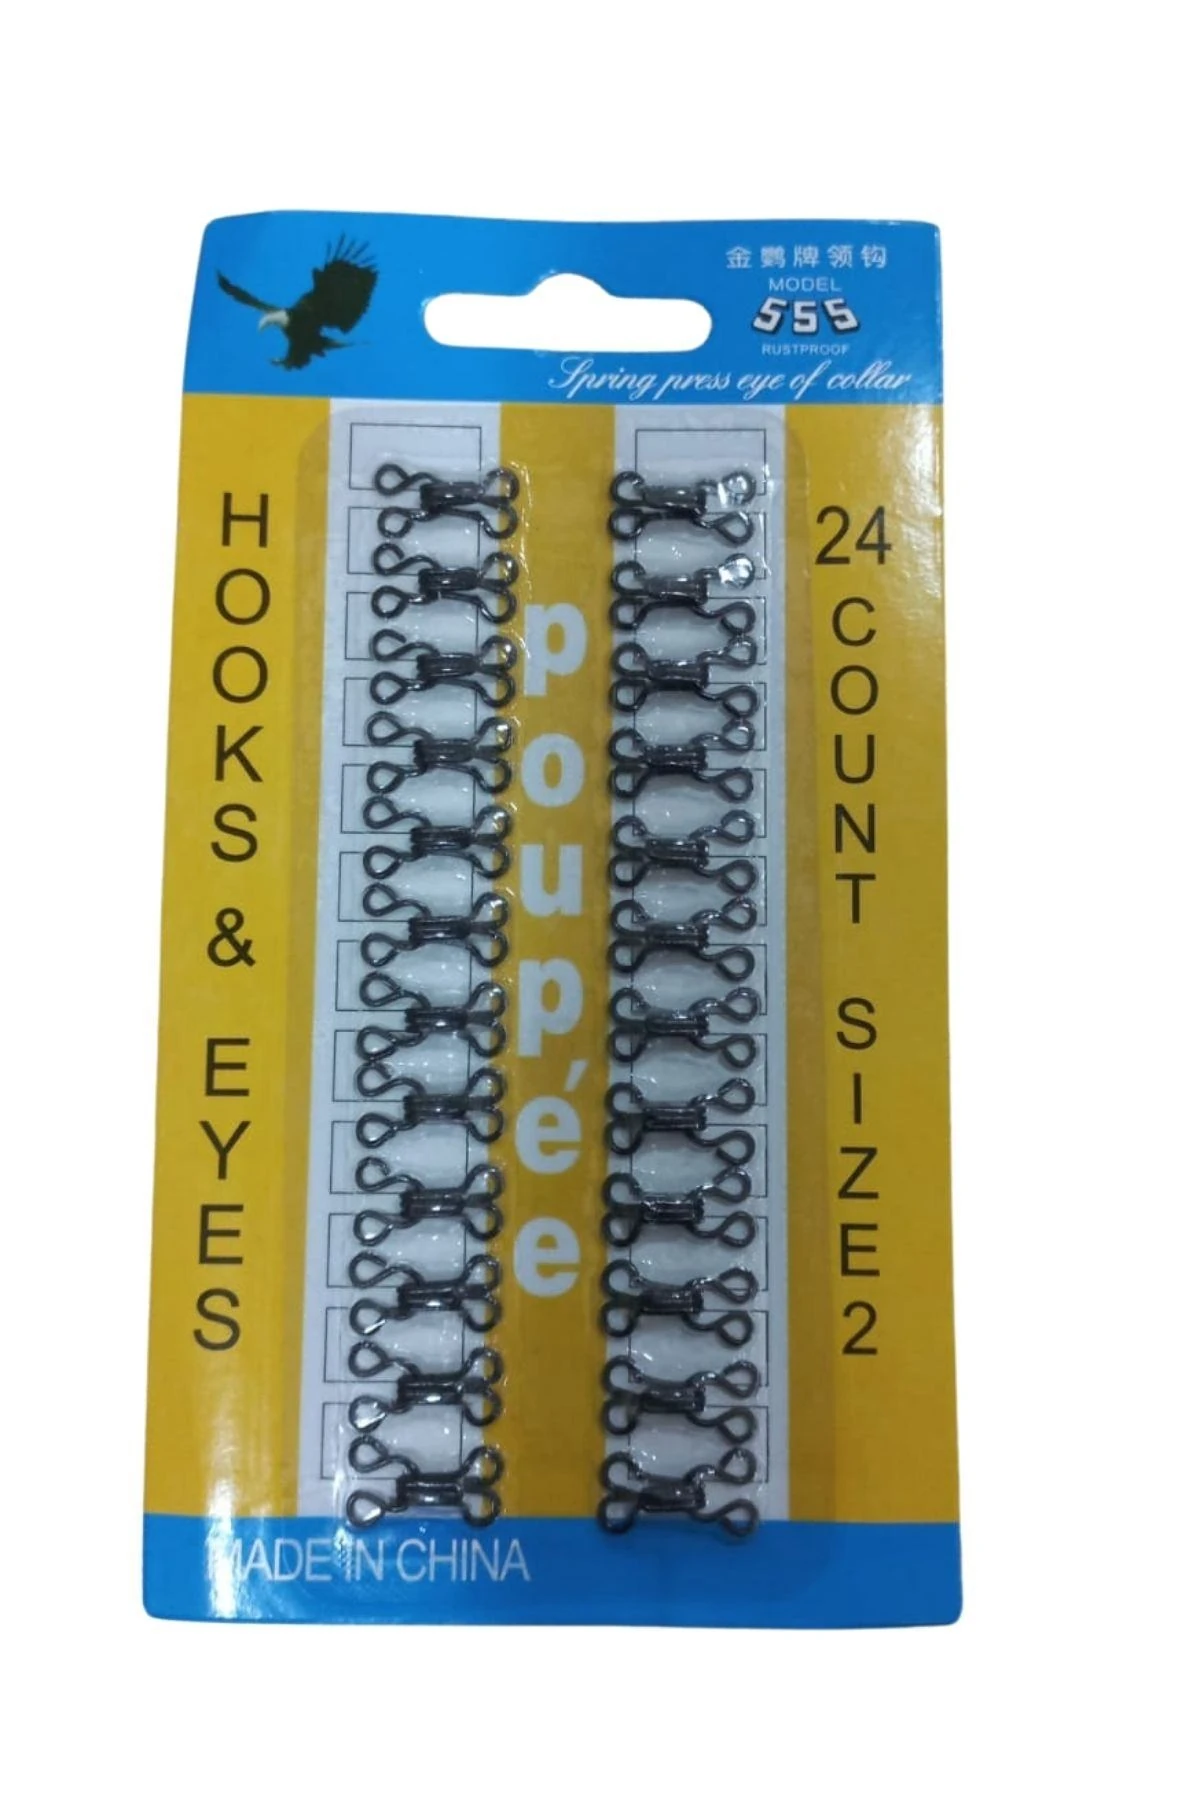 金鹦牌领钩
MODEL
555
RUSTPROOF
Spring press eye of collar
HOOKS & EYES
poupée
24 COUNT SIZE 2
MADE IN CHINA